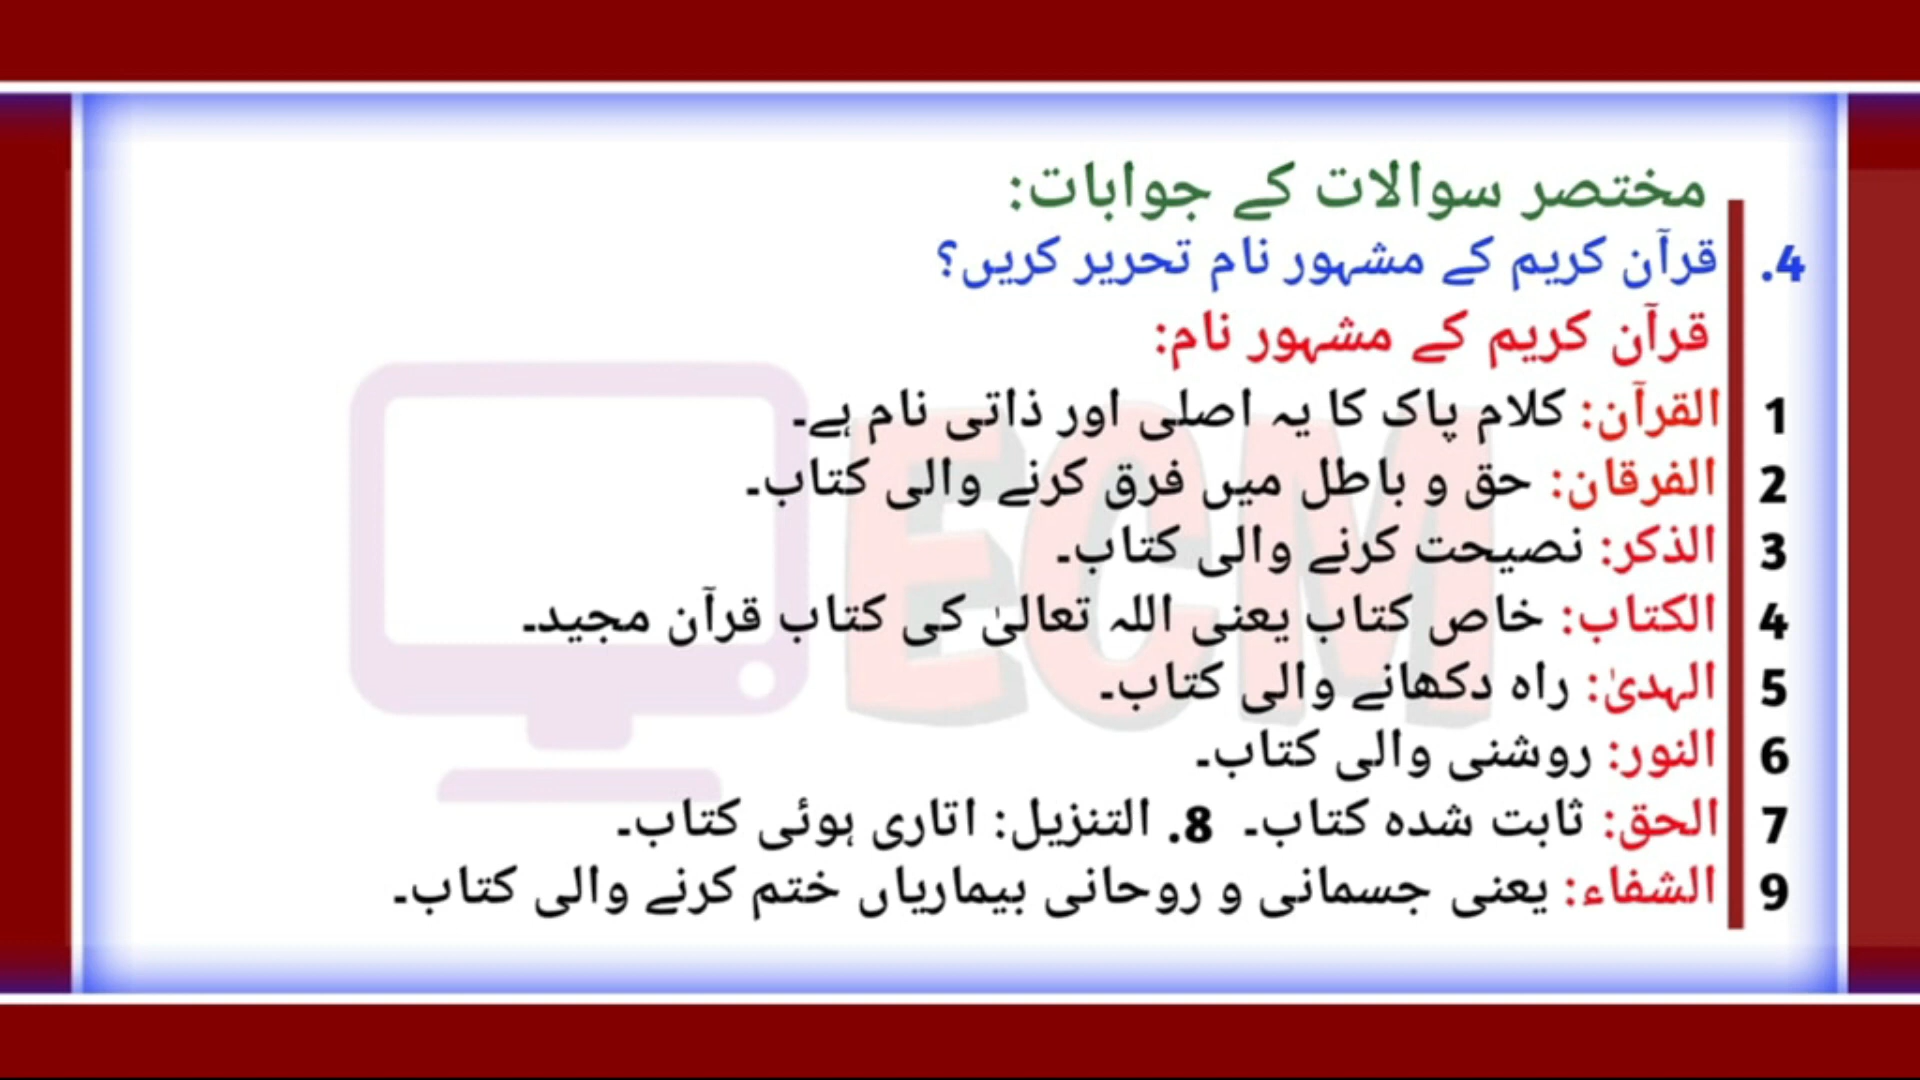 مختصر سوالات کے جوابات:
4. قرآن کریم کے مشہور نام تحریر کریں؟
قرآن کریم کے مشہور نام:
1 القرآن: کلام پاک کا یہ اصلی اور ذاتی نام ہے۔
2 الفرقان: حق و باطل میں فرق کرنے والی کتاب۔
3 الذکر: نصیحت کرنے والی کتاب۔
4 الکتاب: خاص کتاب یعنی اللہ تعالیٰ کی کتاب قرآن مجید۔
5 الہدیٰ: راہ دکھانے والی کتاب۔
6 النور: روشنی والی کتاب۔
7 الحق: ثابت شدہ کتاب۔ 8. التنزیل: اتاری ہوئی کتاب۔
9 الشفاء: یعنی جسمانی و روحانی بیماریاں ختم کرنے والی کتاب۔
ECM